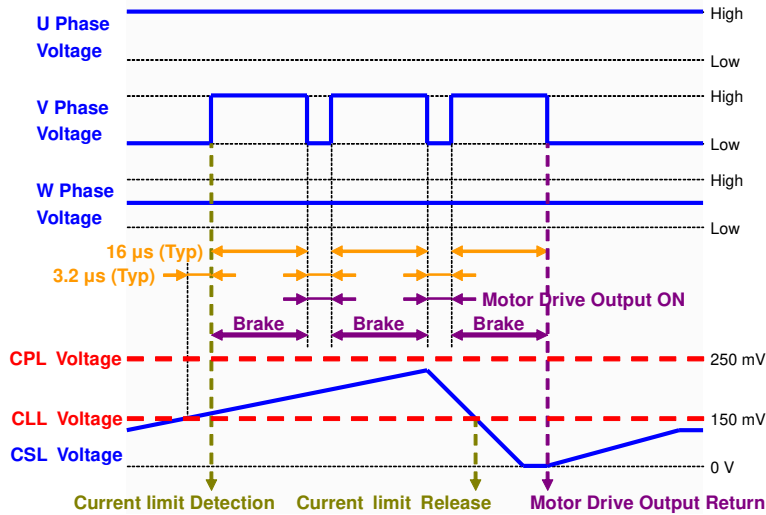 U Phase
Voltage
High
Low
V Phase
Voltage
High
Low
W Phase
Voltage
High
Low
16 µs (Typ)
3.2 µs (Typ)
Motor Drive Output ON
Brake Brake Brake
CPL Voltage 250 mV
CLL Voltage 150 mV
CSL Voltage 0 V
Current limit Detection Current limit Release Motor Drive Output Return